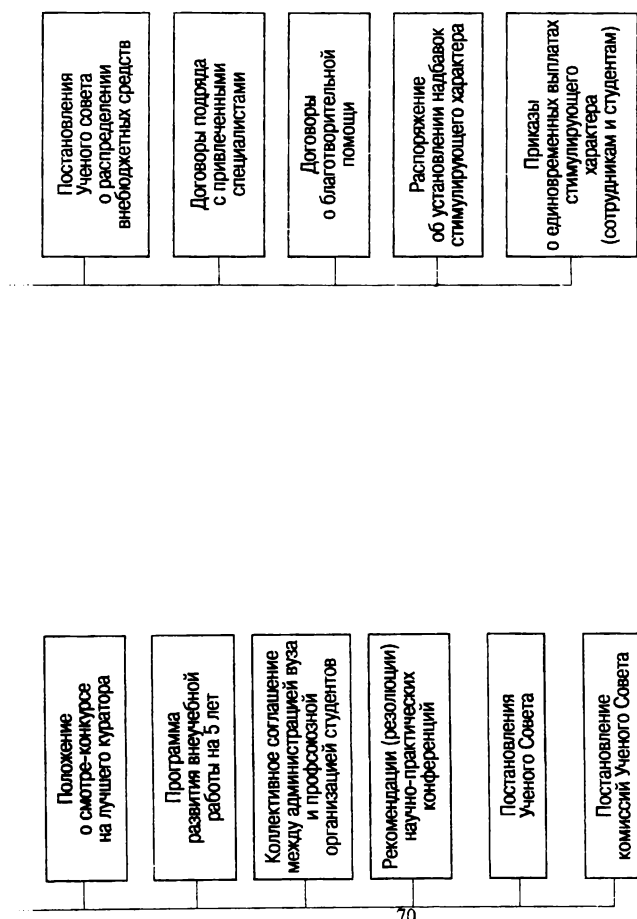 Положение
о смотре-конкурсе
на лучшего куратора
Программа
развития внеучебной
работы на 5 лет
Коллективное соглашение
между администрацией вуза
и профсоюзной
организацией студентов
Рекомендации (резолюции)
научно-практических
конференций
Постановления
Ученого Совета
Постановление
комиссий Ученого Совета
Постановления
Ученого совета
о распределении
внебюджетных средств
Договоры подряда
с привлеченными
специалистами
Договоры
о благотворительной
помощи
Распоряжение
об установлении надбавок
стимулирующего характера
Приказы
о единовременных выплатах
стимулирующего
характера
(сотрудникам и студентам)
70